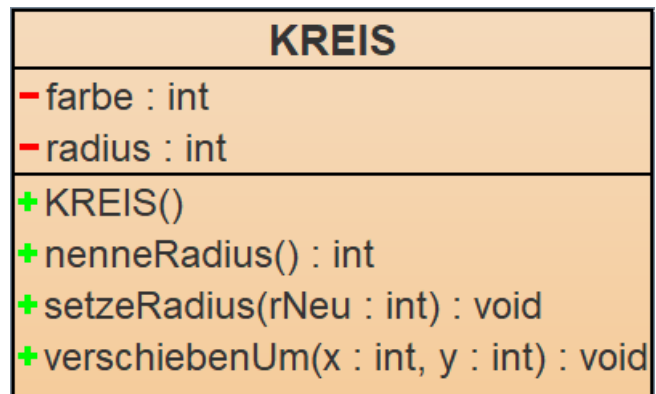 KREIS
- farbe : int
- radius : int
+ KREIS()
+ nenneRadius() : int
+ setzeRadius(rNeu : int) : void
+ verschiebenUm(x : int, y : int) : void